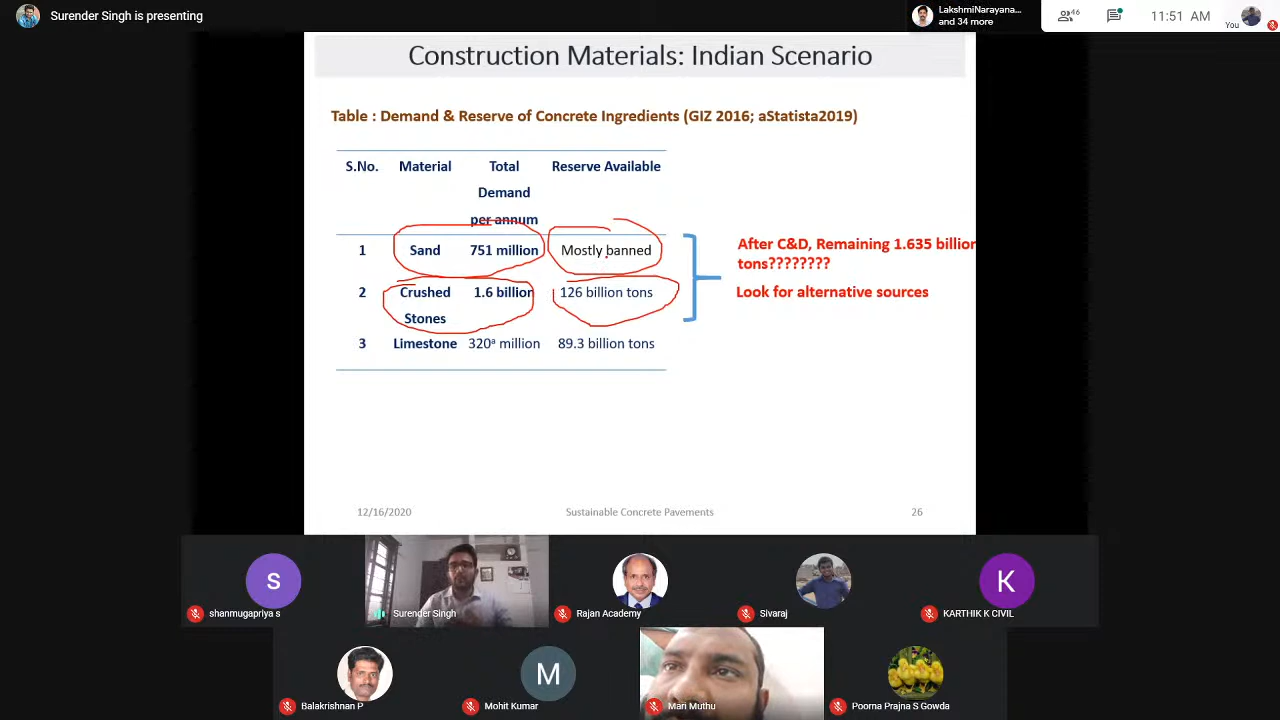 Surender Singh is presenting
LakshmiNarayana...
and 34 more
46
11:51 AM
You
Construction Materials: Indian Scenario
Table : Demand & Reserve of Concrete Ingredients (GIZ 2016; aStatista2019)
S.No. Material Total Demand per annum Reserve Available
1 Sand 751 million Mostly banned
2 Crushed Stones 1.6 billion 126 billion tons
3 Limestone 320ª million 89.3 billion tons
After C&D, Remaining 1.635 billion
tons????????
Look for alternative sources
12/16/2020 Sustainable Concrete Pavements 26
S
shanmugapriya s
Surender Singh
Rajan Academy
Sivaraj
K
KARTHIK K CIVIL
Balakrishnan P
M
Mohit Kumar
Mari Muthu
Poorna Prajna S Gowda